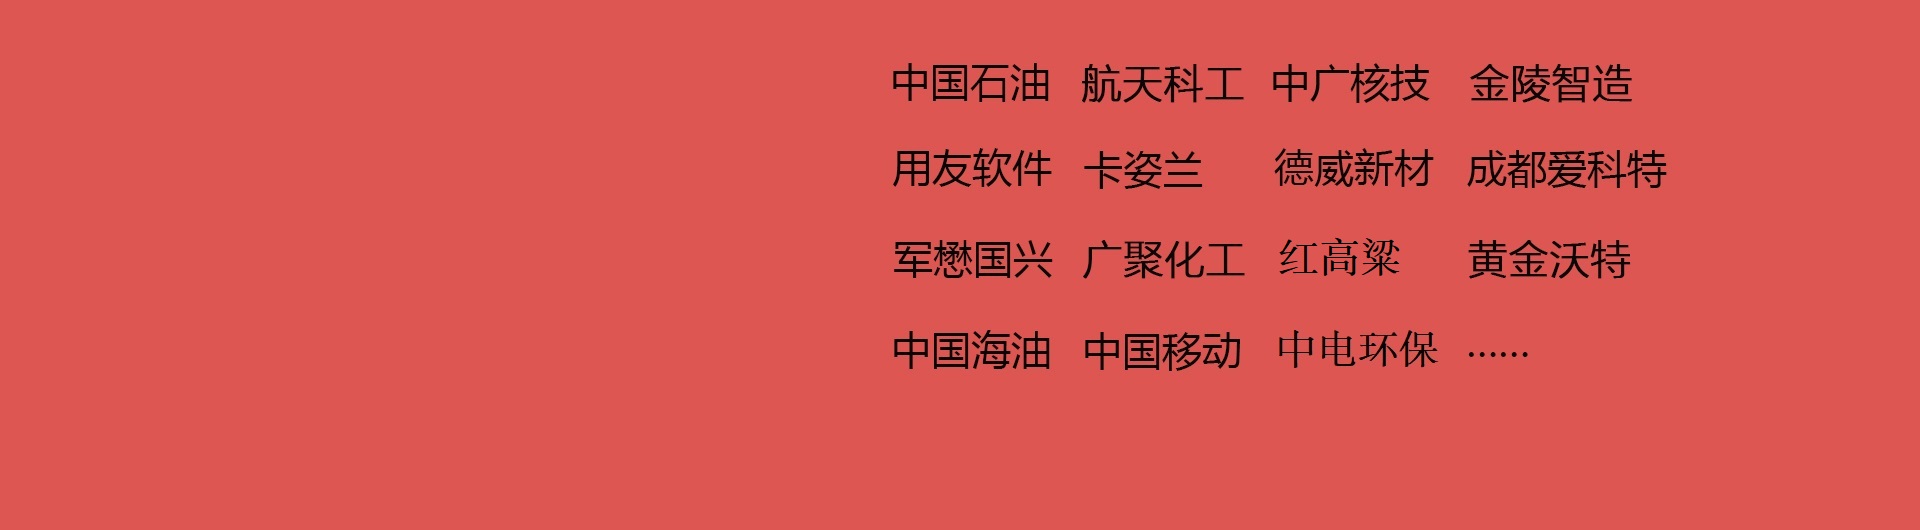 中国石油 航天科工 中广核技 金陵智造
用友软件 卡姿兰 德威新材 成都爱科特
军懋国兴 广聚化工 红高粱 黄金沃特
中国海油 中国移动 中电环保 ……